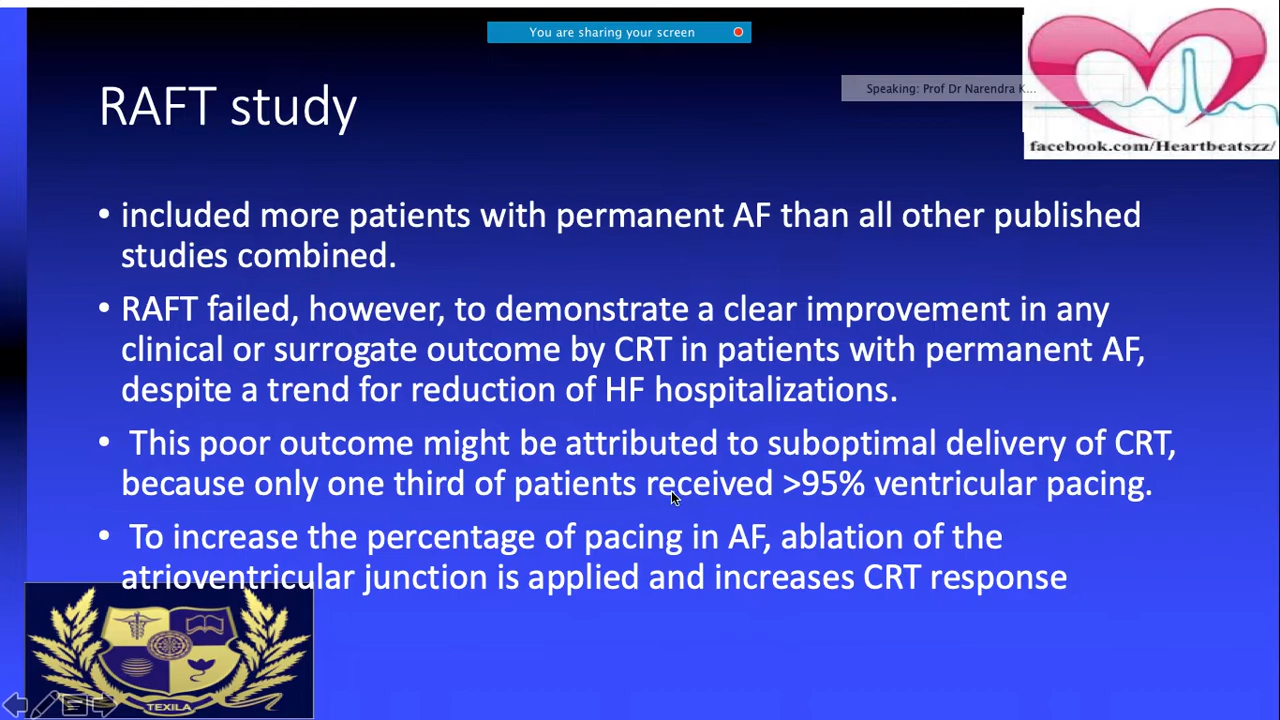 You are sharing your screen
Speaking: Prof Dr Narendra K...
facebook.com/Heartbeatszz/
RAFT study
• included more patients with permanent AF than all other published
studies combined.
• RAFT failed, however, to demonstrate a clear improvement in any
clinical or surrogate outcome by CRT in patients with permanent AF,
despite a trend for reduction of HF hospitalizations.
• This poor outcome might be attributed to suboptimal delivery of CRT,
because only one third of patients received >95% ventricular pacing.
• To increase the percentage of pacing in AF, ablation of the
atrioventricular junction is applied and increases CRT response
TEXILA